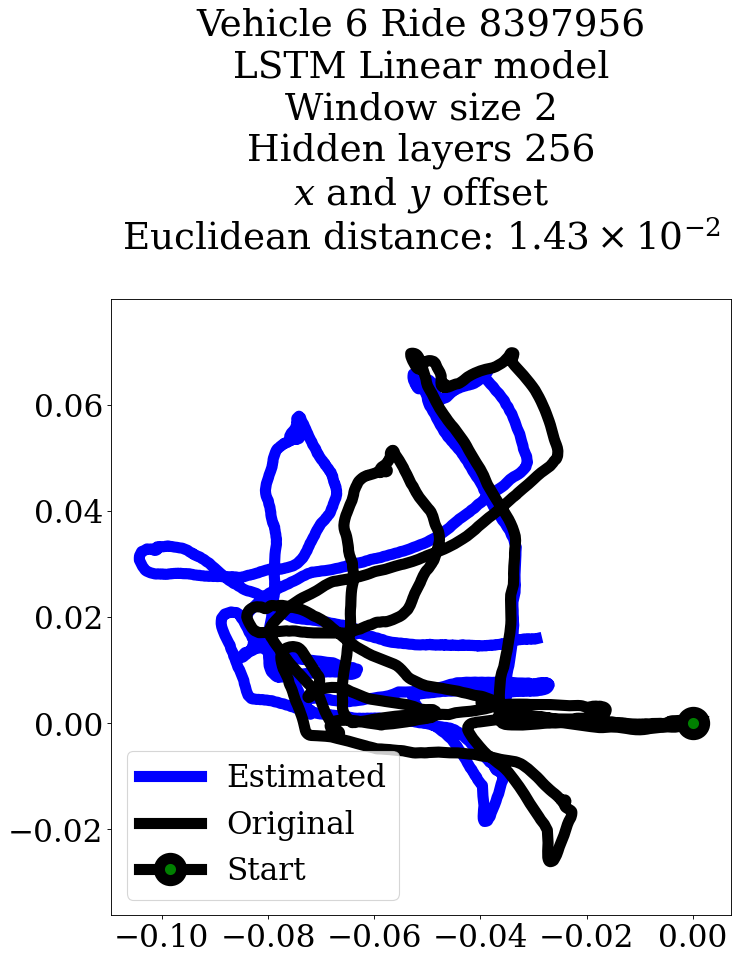 Vehicle 6 Ride 8397956
LSTM Linear model
Window size 2
Hidden layers 256
x and y offset
Euclidean distance: 1.43 × 10⁻²
0.06
0.04
0.02
0.00
−0.02
Estimated
Original
Start
−0.10 −0.08 −0.06 −0.04 −0.02 0.00